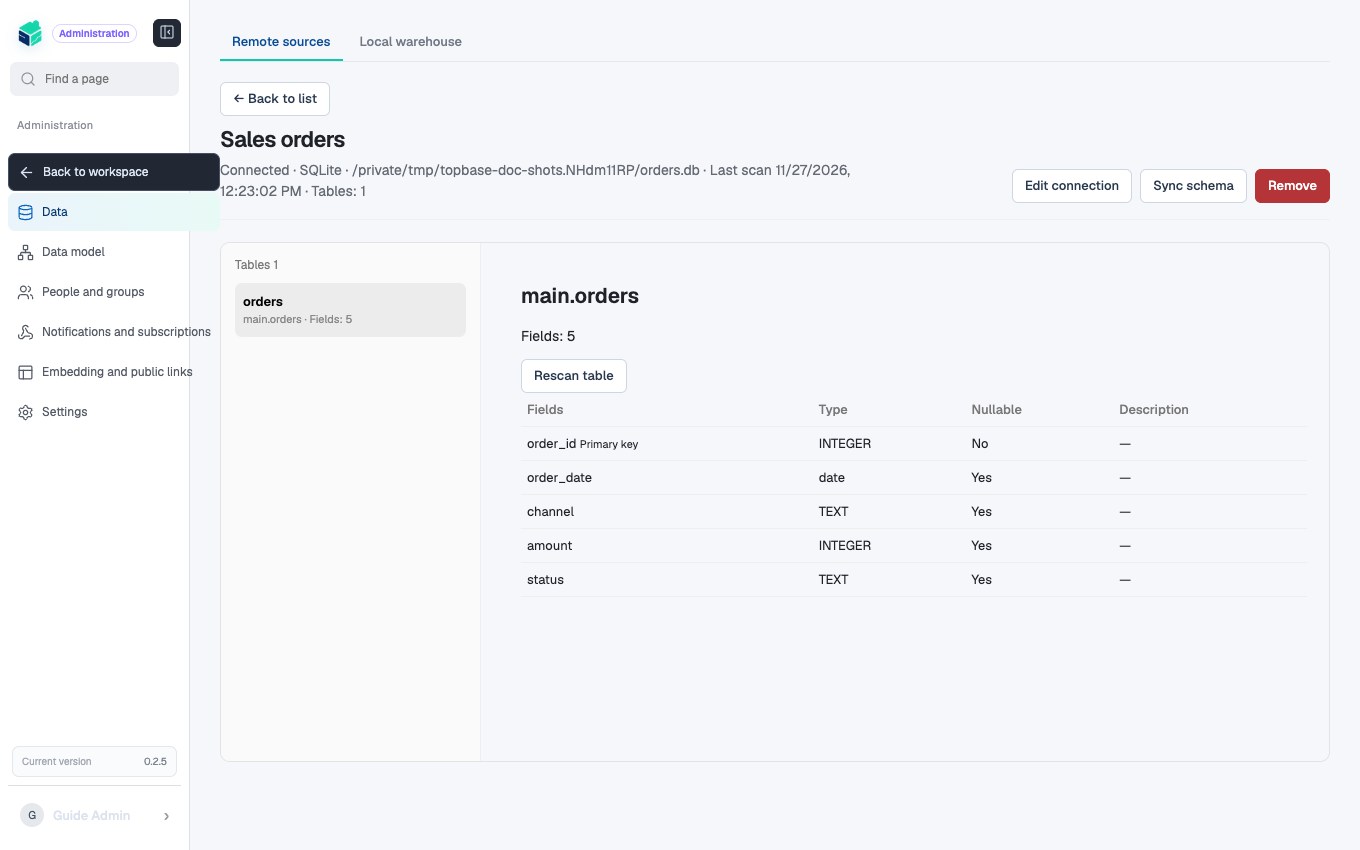 Administration
Find a page
Administration
Back to workspace
Data
Data model
People and groups
Notifications and subscriptions
Embedding and public links
Settings
Current version 0.2.5
G Guide Admin ›
Remote sources Local warehouse
← Back to list
Sales orders
Connected · SQLite · /private/tmp/topbase-doc-shots.NHdm11RP/orders.db · Last scan 11/27/2026,
12:23:02 PM · Tables: 1
Edit connection Sync schema Remove
Tables 1
orders
main.orders · Fields: 5
main.orders
Fields: 5
Rescan table
Fields Type Nullable Description
order_id Primary key INTEGER No —
order_date date Yes —
channel TEXT Yes —
amount INTEGER Yes —
status TEXT Yes —